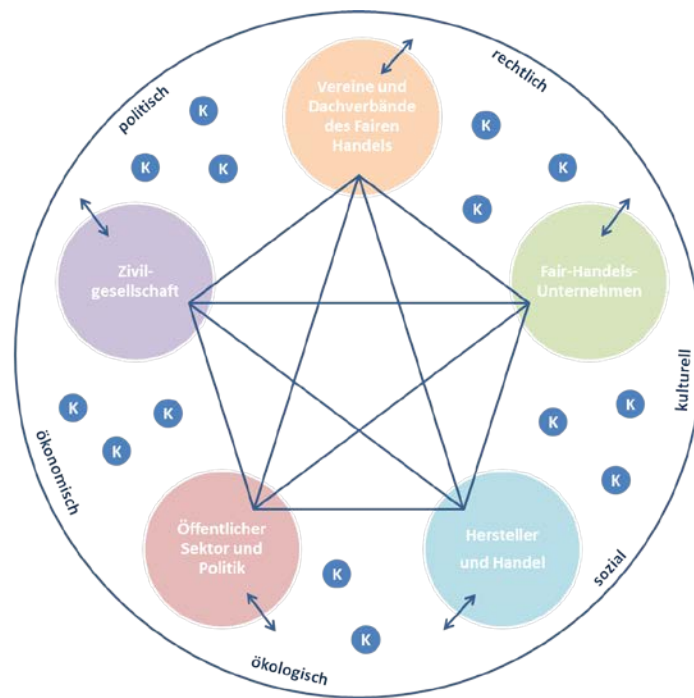 rechtlich
Vereine und
Dachverbände
des Fairen
Handels
politisch
K
K
K
K
K
K
K
Zivil-
gesellschaft
Fair-Handels-
Unternehmen
kulturell
K
K
K
K
K
K
ökonomisch
Öffentlicher
Sektor und
Politik
Hersteller
und Handel
sozial
K
K
ökologisch